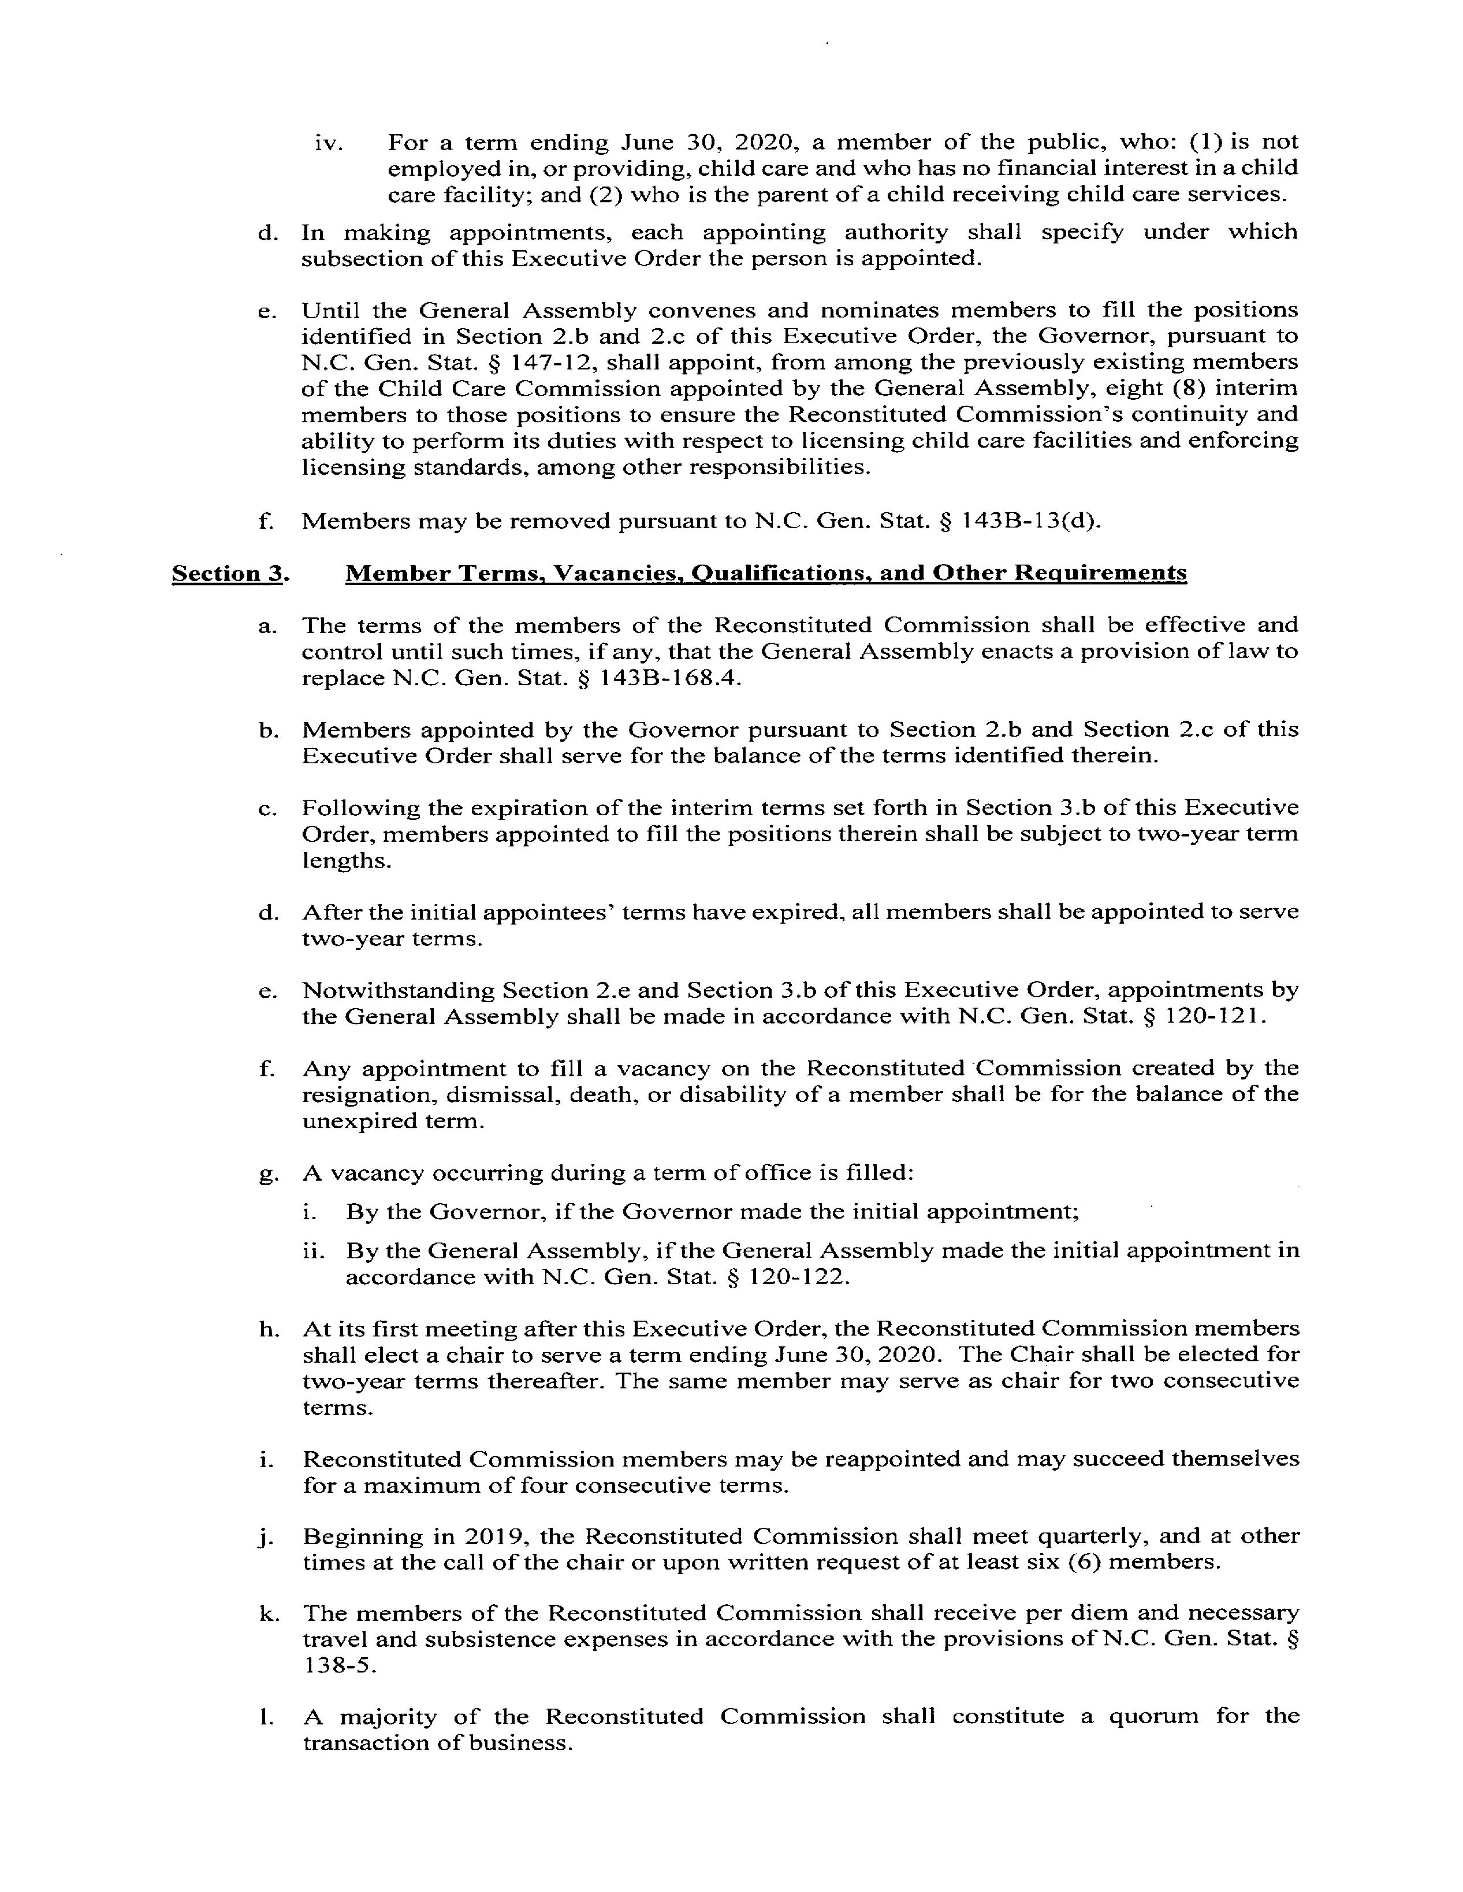 iv. For a term ending June 30, 2020, a member of the public, who: (1) is not
employed in, or providing, child care and who has no financial interest in a child
care facility; and (2) who is the parent of a child receiving child care services.
d. In making appointments, each appointing authority shall specify under which
subsection of this Executive Order the person is appointed.
e. Until the General Assembly convenes and nominates members to fill the positions
identified in Section 2.b and 2.c of this Executive Order, the Governor, pursuant to
N.C. Gen. Stat. § 147-12, shall appoint, from among the previously existing members
of the Child Care Commission appointed by the General Assembly, eight (8) interim
members to those positions to ensure the Reconstituted Commission's continuity and
ability to perform its duties with respect to licensing child care facilities and enforcing
licensing standards, among other responsibilities.
f. Members may be removed pursuant to N.C. Gen. Stat. § 143B-13(d).
Section 3. Member Terms, Vacancies, Qualifications, and Other Requirements
a. The terms of the members of the Reconstituted Commission shall be effective and
control until such times, if any, that the General Assembly enacts a provision of law to
replace N.C. Gen. Stat. § 143B-168.4.
b. Members appointed by the Governor pursuant to Section 2.b and Section 2.c of this
Executive Order shall serve for the balance of the terms identified therein.
c. Following the expiration of the interim terms set forth in Section 3.b of this Executive
Order, members appointed to fill the positions therein shall be subject to two-year term
lengths.
d. After the initial appointees' terms have expired, all members shall be appointed to serve
two-year terms.
e. Notwithstanding Section 2.e and Section 3.b of this Executive Order, appointments by
the General Assembly shall be made in accordance with N.C. Gen. Stat. § 120-121.
f. Any appointment to fill a vacancy on the Reconstituted Commission created by the
resignation, dismissal, death, or disability of a member shall be for the balance of the
unexpired term.
g. A vacancy occurring during a term of office is filled:
i. By the Governor, if the Governor made the initial appointment;
ii. By the General Assembly, if the General Assembly made the initial appointment in
accordance with N.C. Gen. Stat. § 120-122.
h. At its first meeting after this Executive Order, the Reconstituted Commission members
shall elect a chair to serve a term ending June 30, 2020. The Chair shall be elected for
two-year terms thereafter. The same member may serve as chair for two consecutive
terms.
i. Reconstituted Commission members may be reappointed and may succeed themselves
for a maximum of four consecutive terms.
j. Beginning in 2019, the Reconstituted Commission shall meet quarterly, and at other
times at the call of the chair or upon written request of at least six (6) members.
k. The members of the Reconstituted Commission shall receive per diem and necessary
travel and subsistence expenses in accordance with the provisions of N.C. Gen. Stat. §
138-5.
l. A majority of the Reconstituted Commission shall constitute a quorum for the
transaction of business.